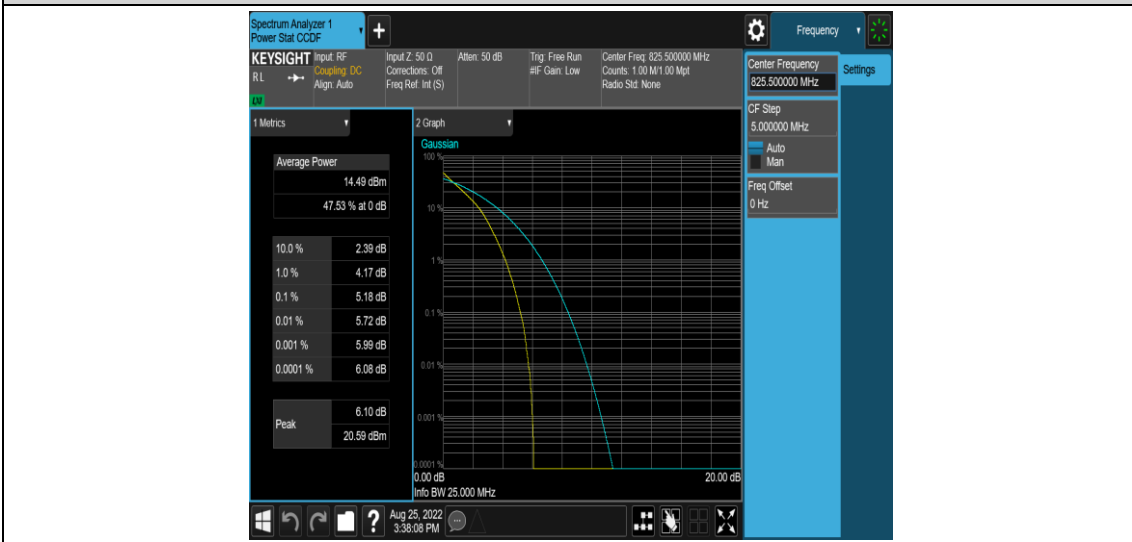 Spectrum Analyzer 1
Power Stat CCDF
+
Frequency
KEYSIGHT
RL
LXI
Input: RF
Coupling: DC
Align: Auto
Input Z: 50 Ω
Corrections: Off
Freq Ref: Int (S)
Atten: 50 dB
Trig: Free Run
#IF Gain: Low
Center Freq: 825.500000 MHz
Counts: 1.00 M/1.00 Mpt
Radio Std: None
Center Frequency
825.500000 MHz
Settings
CF Step
5.000000 MHz
Auto
Man
Freq Offset
0 Hz
1 Metrics
Average Power
14.49 dBm
47.53 % at 0 dB
10.0 % 2.39 dB
1.0 % 4.17 dB
0.1 % 5.18 dB
0.01 % 5.72 dB
0.001 % 5.99 dB
0.0001 % 6.08 dB
Peak
6.10 dB
20.59 dBm
2 Graph
Gaussian
100 %
10 %
1 %
0.1 %
0.01 %
0.001 %
0.0001 %
0.00 dB 20.00 dB
Info BW 25.000 MHz
?
Aug 25, 2022
3:38:08 PM